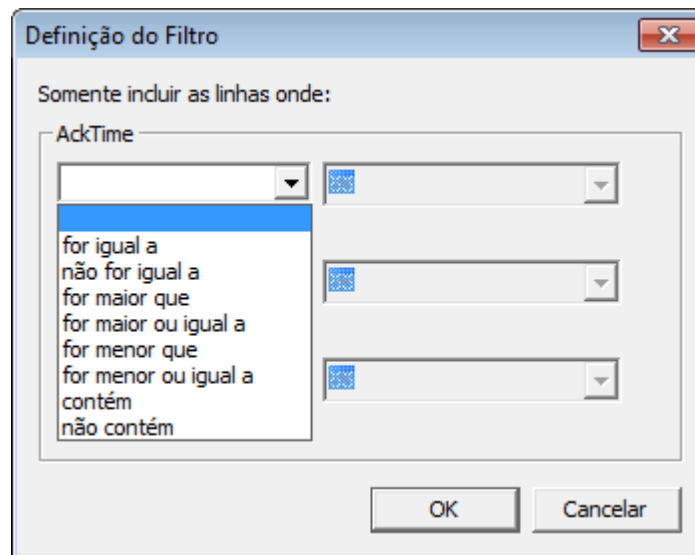 Definição do Filtro
Somente incluir as linhas onde:
AckTime
for igual a
não for igual a
for maior que
for maior ou igual a
for menor que
for menor ou igual a
contém
não contém
OK
Cancelar